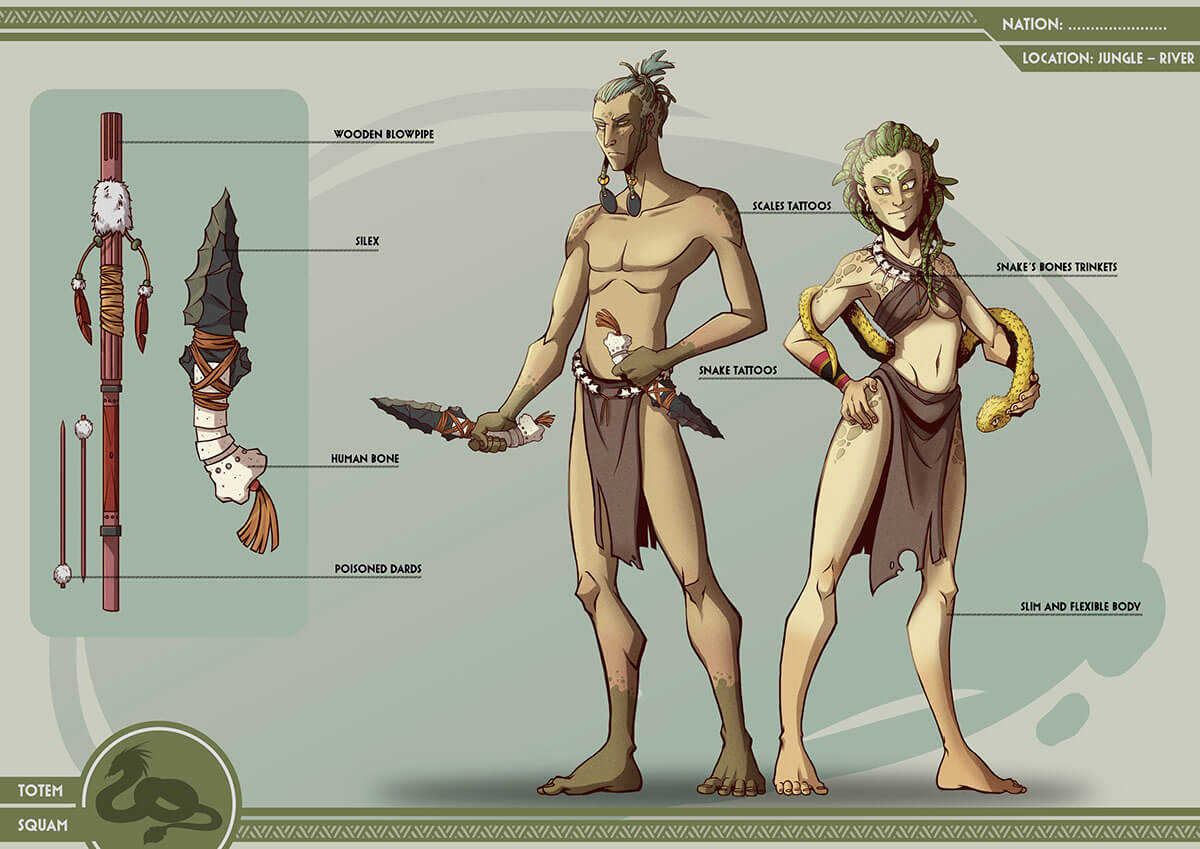 NATION: ......................
LOCATION: JUNGLE – RIVER
WOODEN BLOWPIPE
SILEX
HUMAN BONE
POISONED DARDS
SCALES TATTOOS
SNAKE'S BONES TRINKETS
SNAKE TATTOOS
SLIM AND FLEXIBLE BODY
TOTEM
SQUAM